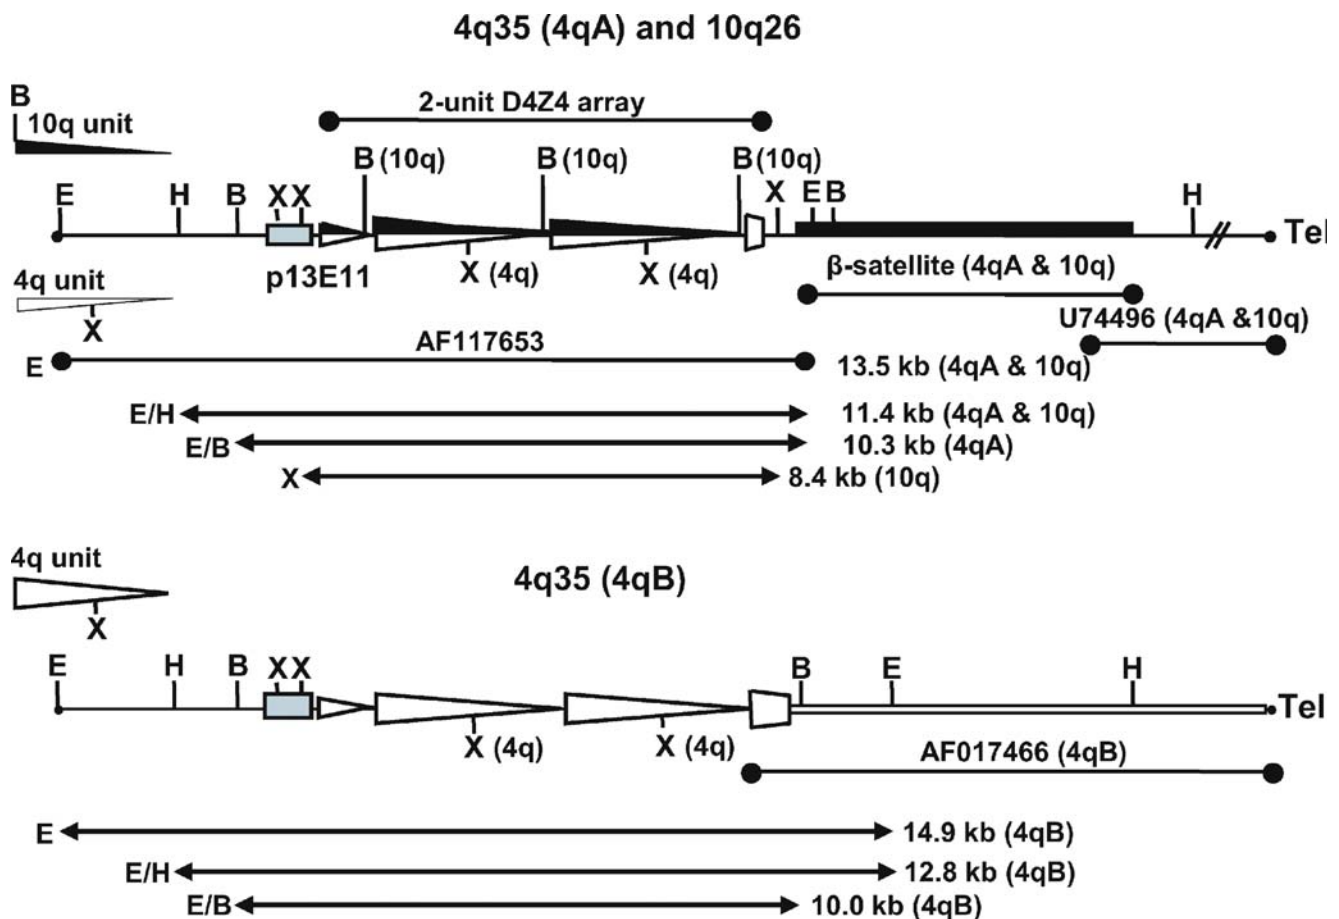 4q35 (4qA) and 10q26
B
10q unit
2-unit D4Z4 array
B (10q) B (10q) B (10q)
E H B X X X E B H
Tel
p13E11
X (4q) X (4q)
4q unit
X
β-satellite (4qA & 10q)
U74496 (4qA &10q)
AF117653
E 13.5 kb (4qA & 10q)
E/H 11.4 kb (4qA & 10q)
E/B 10.3 kb (4qA)
X 8.4 kb (10q)
4q unit
X
4q35 (4qB)
E H B X X B E H
Tel
X (4q) X (4q)
AF017466 (4qB)
E 14.9 kb (4qB)
E/H 12.8 kb (4qB)
E/B 10.0 kb (4qB)